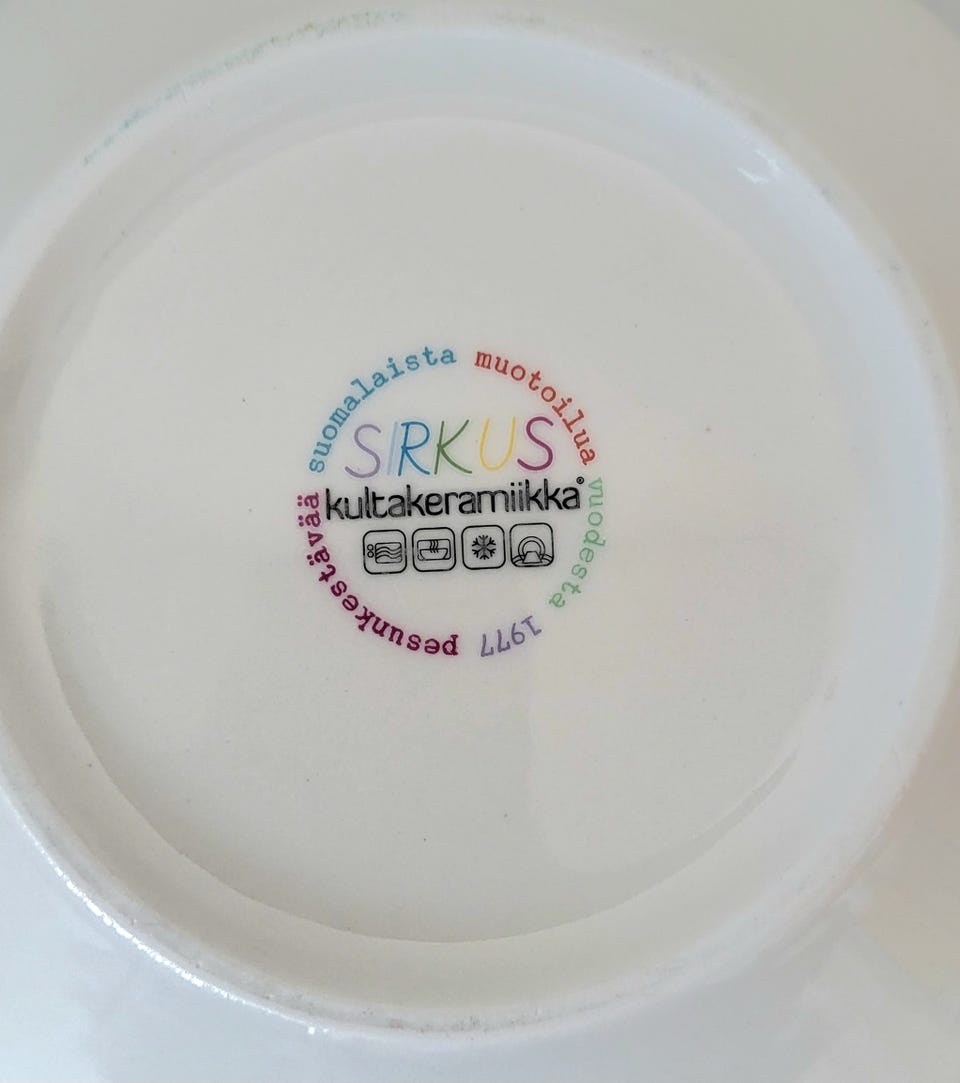 suomalaista muotoilua vuodesta 1977 pesunkestävää
SIRKUS
kultakeramiikka®